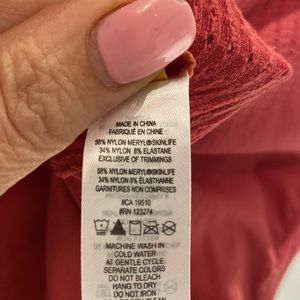 MADE IN CHINA
FABRIQUÉ EN CHINE
58% NYLON MERYL®SKINLIFE
34% NYLON 8% ELASTANE
EXCLUSIVE OF TRIMMINGS
58% NYLON MERYL®SKINLIFE
34% NYLON 8% ÉLASTHANNE
GARNITURES NON COMPRISES
#CA 19510
#RN 123274
MACHINE WASH IN
COLD WATER
AT GENTLE CYCLE
SEPARATE COLORS
DO NOT BLEACH
HANG TO DRY
DO NOT IRON